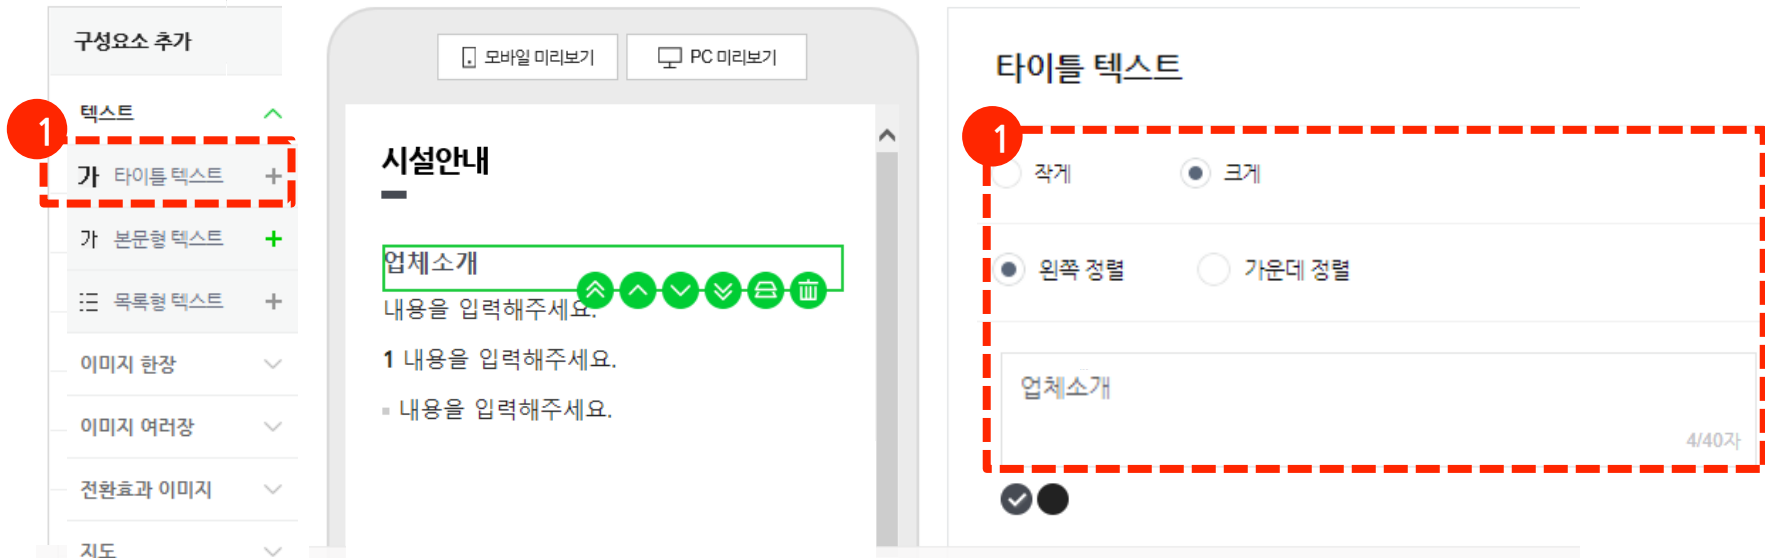 구성요소 추가
텍스트
1
가 타이틀 텍스트
가 본문형 텍스트
목록형 텍스트
이미지 한장
이미지 여러장
전환효과 이미지
지도
모바일 미리보기
PC 미리보기
시설안내
업체소개
내용을 입력해주세요.
1 내용을 입력해주세요.
내용을 입력해주세요.
타이틀 텍스트
1
작게 크게
왼쪽 정렬 가운데 정렬
업체소개
4/40자